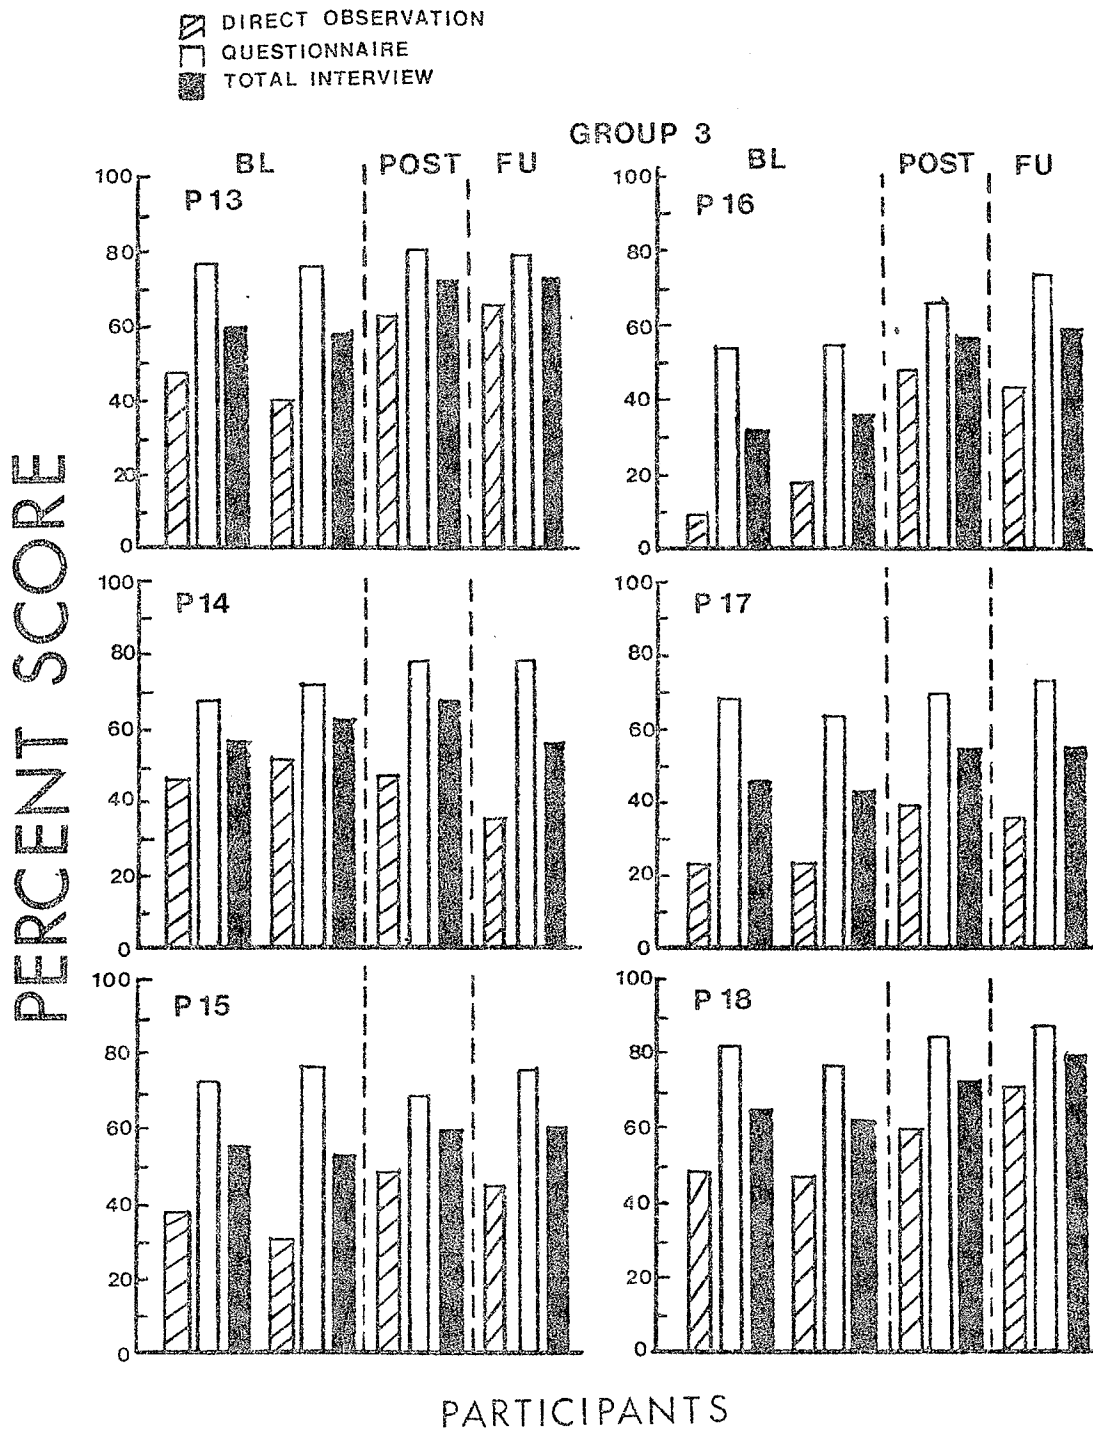 DIRECT OBSERVATION
QUESTIONNAIRE
TOTAL INTERVIEW
GROUP 3
BL POST FU
BL POST FU
P 13
100
80
60
40
20
0
P 16
100
80
60
40
20
0
P 14
100
80
60
40
20
0
P 17
100
80
60
40
20
0
P 15
100
80
60
40
20
0
P 18
100
80
60
40
20
0
PERCENT SCORE
PARTICIPANTS